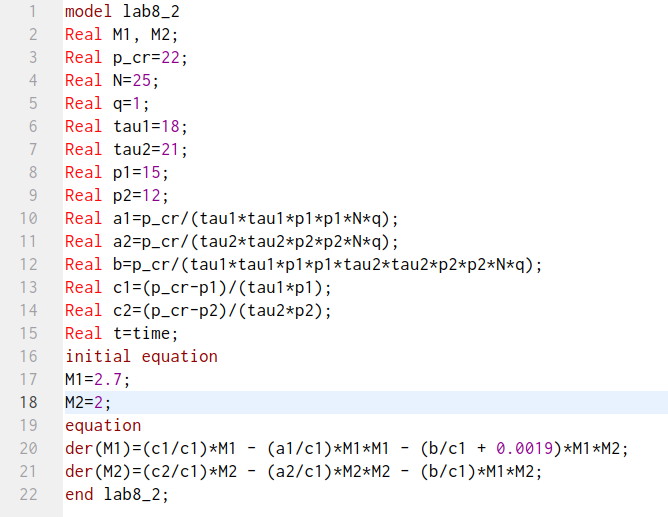 1 model lab8_2
2 Real M1, M2;
3 Real p_cr=22;
4 Real N=25;
5 Real q=1;
6 Real tau1=18;
7 Real tau2=21;
8 Real p1=15;
9 Real p2=12;
10 Real a1=p_cr/(tau1*tau1*p1*p1*N*q);
11 Real a2=p_cr/(tau2*tau2*p2*p2*N*q);
12 Real b=p_cr/(tau1*tau1*p1*p1*tau2*tau2*p2*p2*N*q);
13 Real c1=(p_cr-p1)/(tau1*p1);
14 Real c2=(p_cr-p2)/(tau2*p2);
15 Real t=time;
16 initial equation
17 M1=2.7;
18 M2=2;
19 equation
20 der(M1)=(c1/c1)*M1 - (a1/c1)*M1*M1 - (b/c1 + 0.0019)*M1*M2;
21 der(M2)=(c2/c1)*M2 - (a2/c1)*M2*M2 - (b/c1)*M1*M2;
22 end lab8_2;